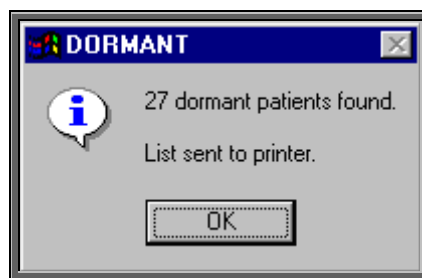 DORMANT
27 dormant patients found.
List sent to printer.
OK